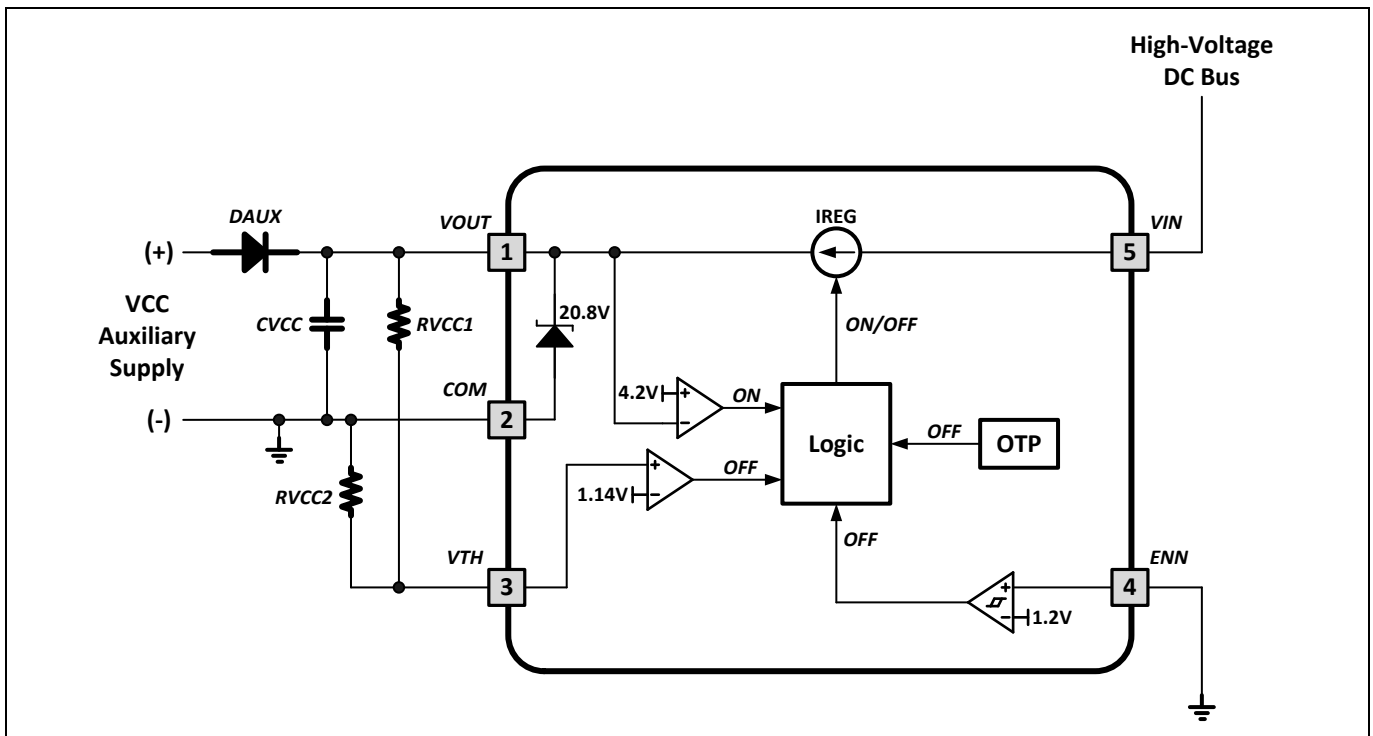 High-Voltage
DC Bus
DAUX
VOUT
IREG
VIN
(+)
1
5
VCC
Auxiliary
Supply
CVCC
RVCC1
20.8V
ON/OFF
COM
4.2V
+
-
ON
(-)
2
Logic
OFF
OTP
RVCC2
1.14V
+
-
OFF
OFF
VTH
ENN
3
+
-
4
1.2V